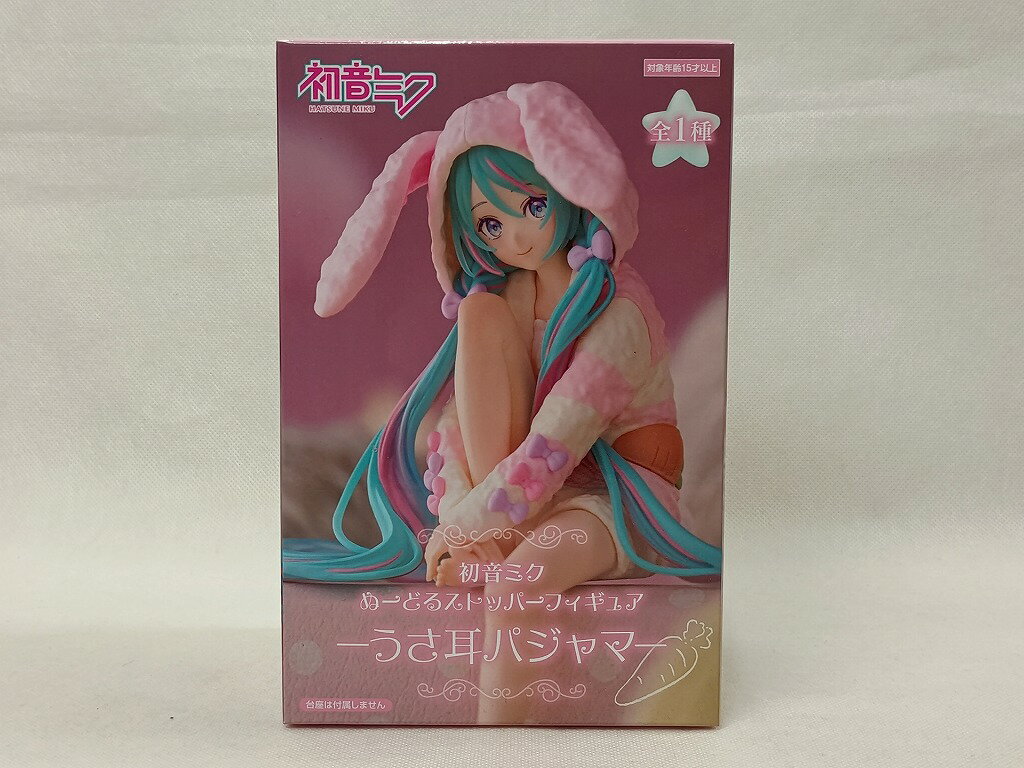 初音ミク
HATSUNE MIKU
対象年齢15才以上
全1種
初音ミク
ぬーどるストッパーフィギュア
―うさ耳パジャマ―
台座は付属しません